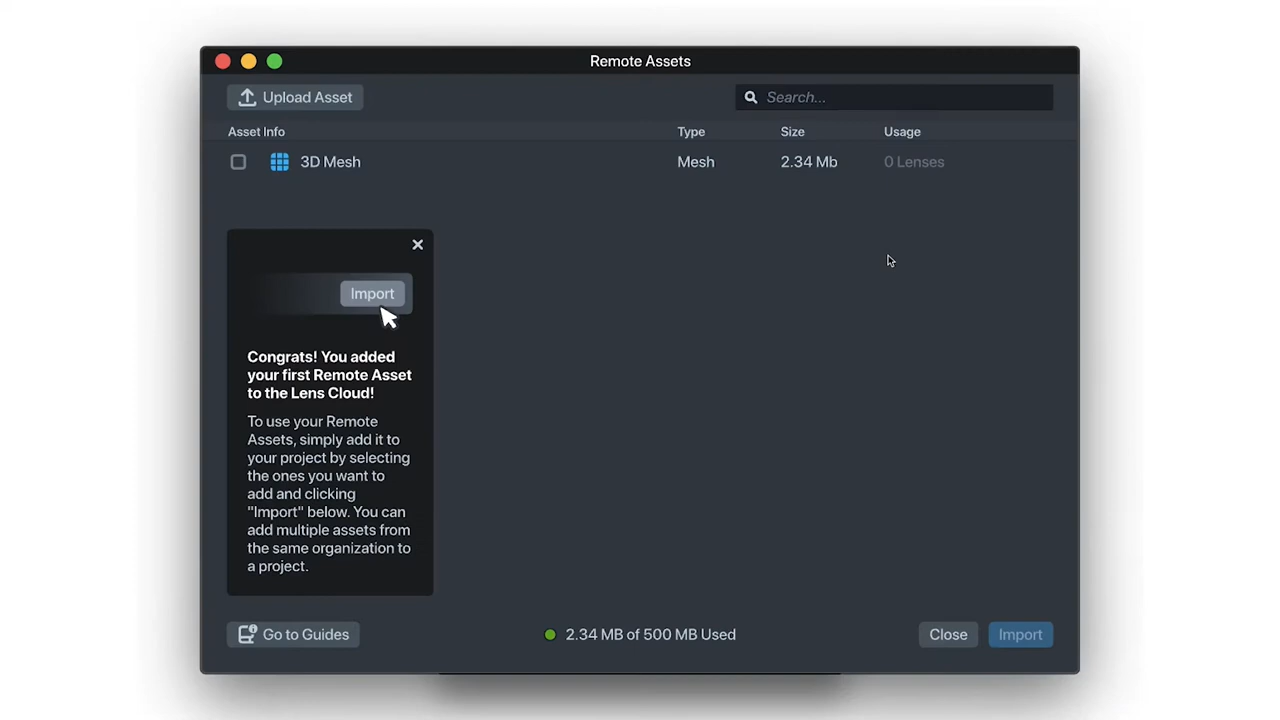 Remote Assets
Upload Asset
Search...
Asset Info Type Size Usage
3D Mesh Mesh 2.34 Mb 0 Lenses
Import
Congrats! You added
your first Remote Asset
to the Lens Cloud!
To use your Remote
Assets, simply add it to
your project by selecting
the ones you want to
add and clicking
"Import" below. You can
add multiple assets from
the same organization to
a project.
Go to Guides
2.34 MB of 500 MB Used
Close
Import